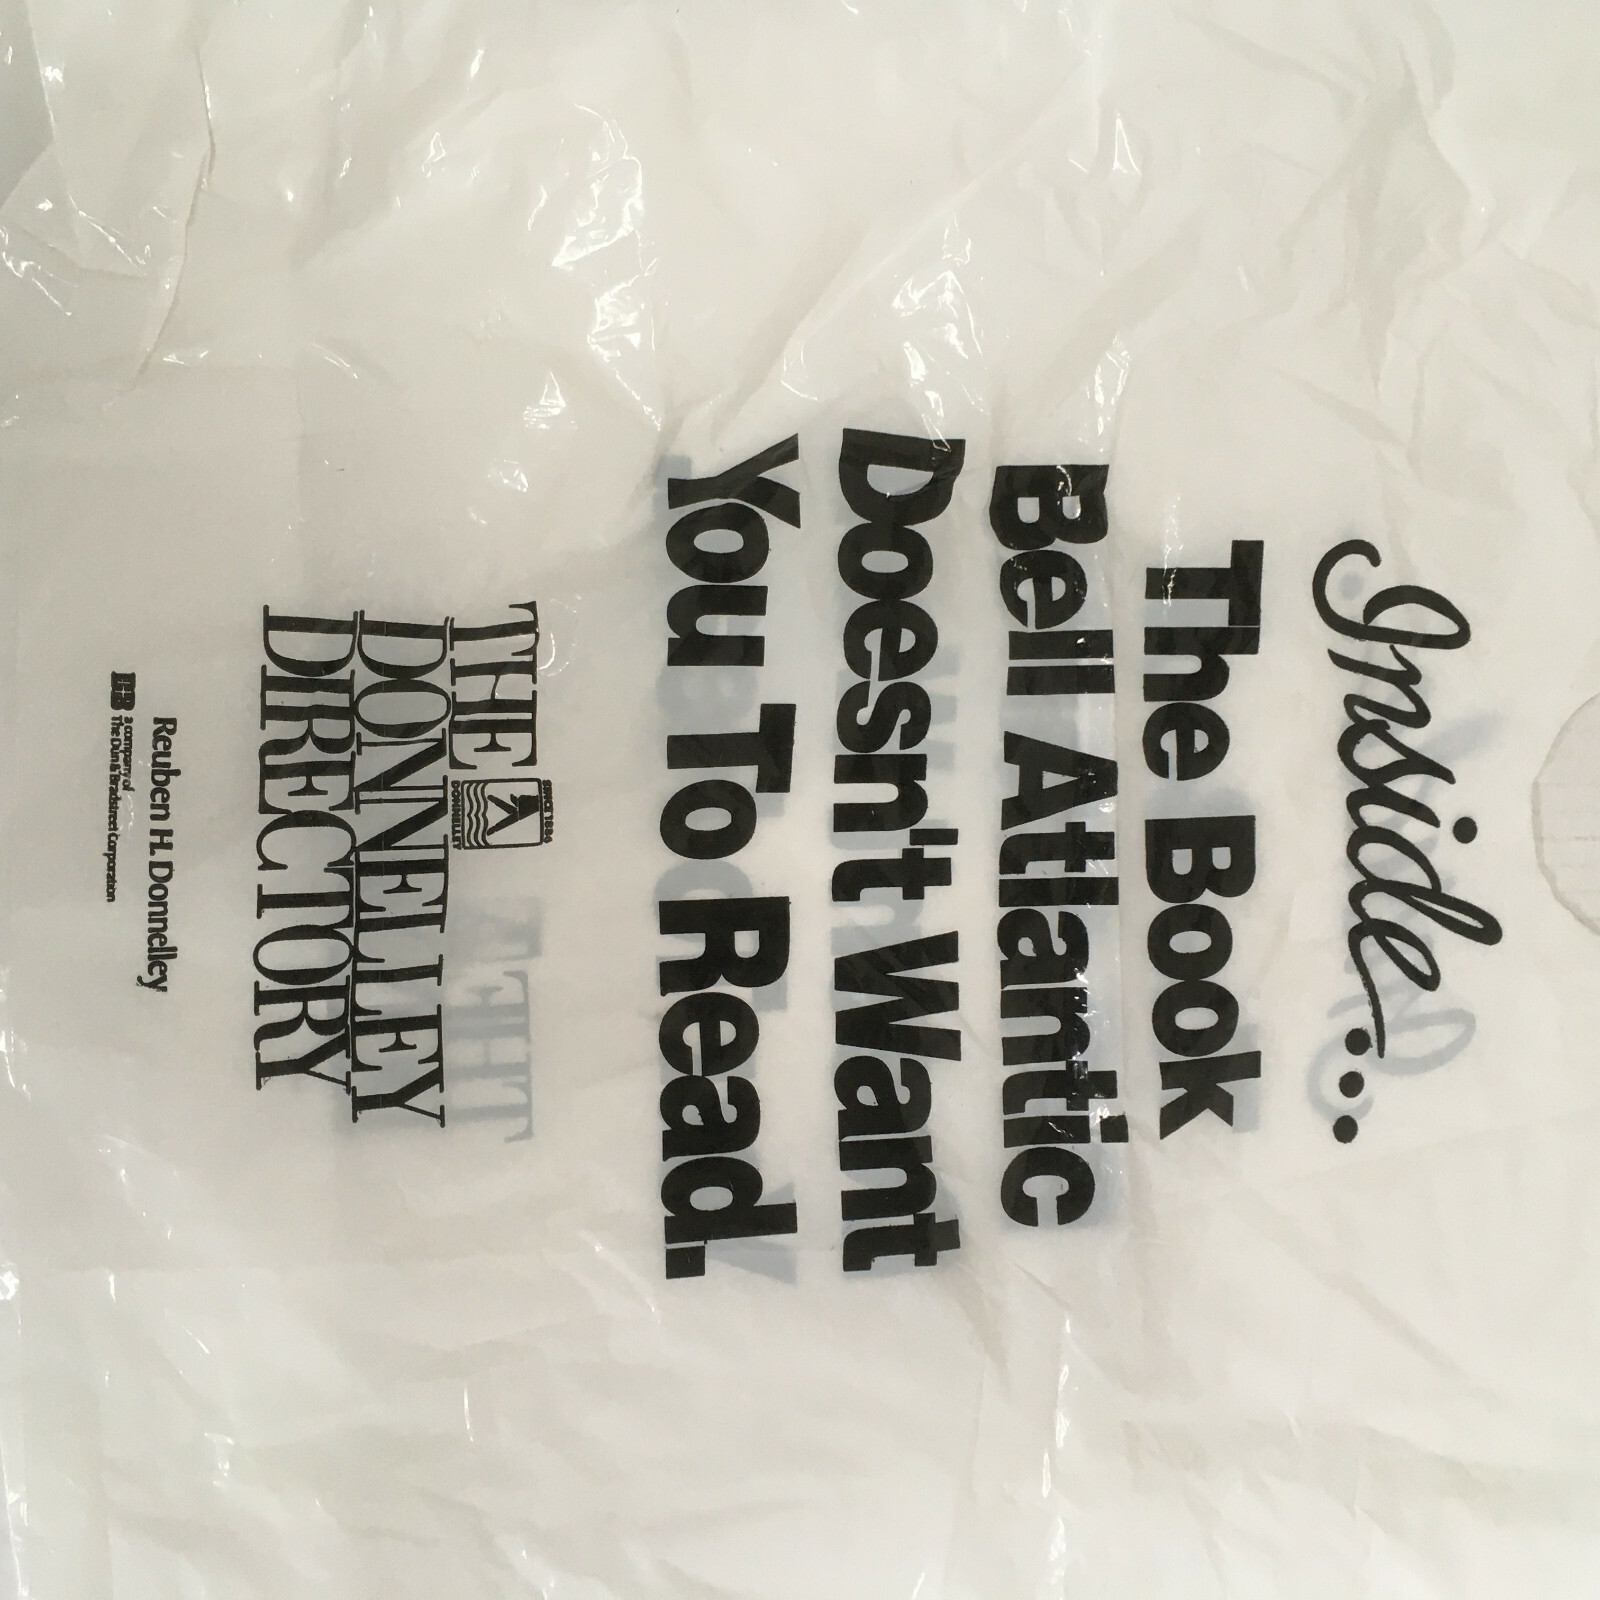 Inside...
The Book
Bell Atlantic
Doesn't Want
You To Read.
THE
SINCE 1884
DONNELLEY
DONNELLEY
DIRECTORY
Reuben H. Donnelley
a company of
The Dun & Bradstreet Corporation